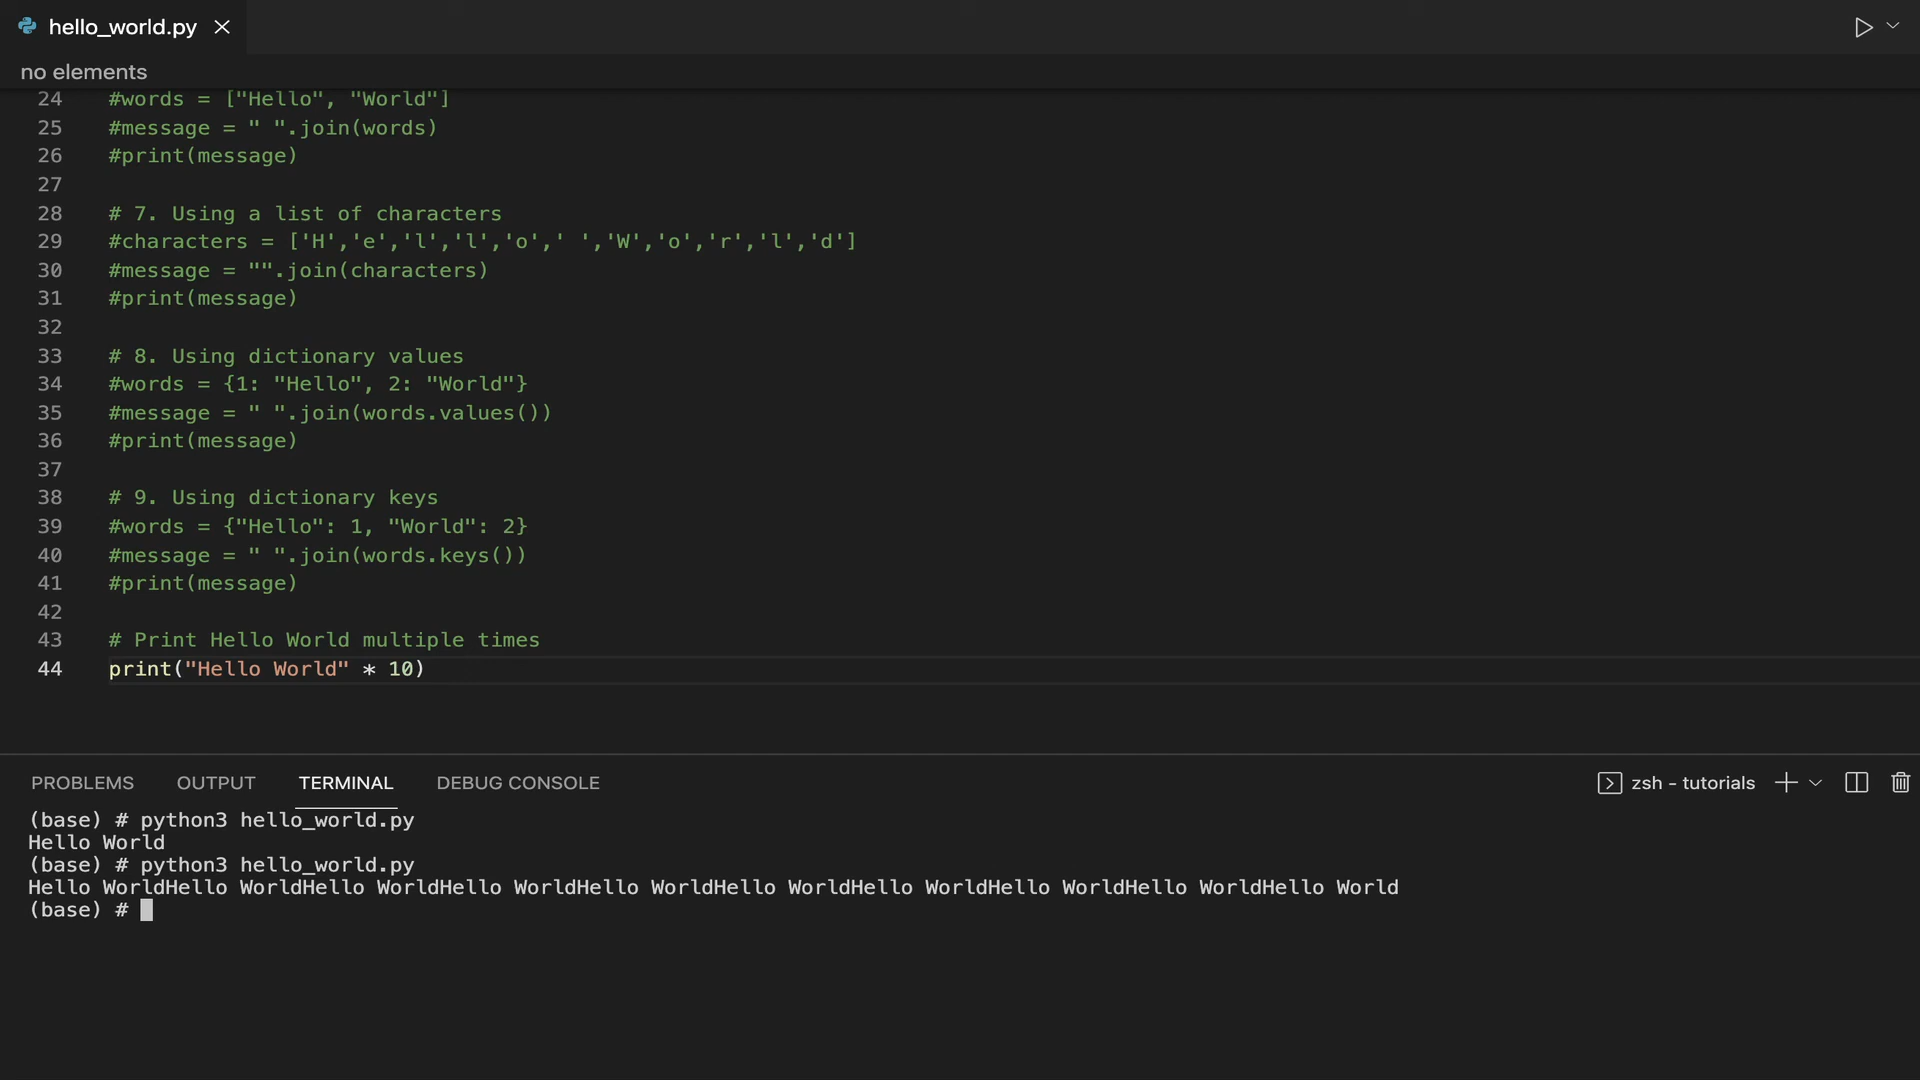 hello_world.py
no elements
24 #words = ["Hello", "World"]
25 #message = " ".join(words)
26 #print(message)
27
28 # 7. Using a list of characters
29 #characters = ['H','e','l','l','o',' ','W','o','r','l','d']
30 #message = "".join(characters)
31 #print(message)
32
33 # 8. Using dictionary values
34 #words = {1: "Hello", 2: "World"}
35 #message = " ".join(words.values())
36 #print(message)
37
38 # 9. Using dictionary keys
39 #words = {"Hello": 1, "World": 2}
40 #message = " ".join(words.keys())
41 #print(message)
42
43 # Print Hello World multiple times
44 print("Hello World" * 10)
PROBLEMS OUTPUT TERMINAL DEBUG CONSOLE zsh - tutorials
(base) # python3 hello_world.py
Hello World
(base) # python3 hello_world.py
Hello WorldHello WorldHello WorldHello WorldHello WorldHello WorldHello WorldHello WorldHello WorldHello World
(base) #